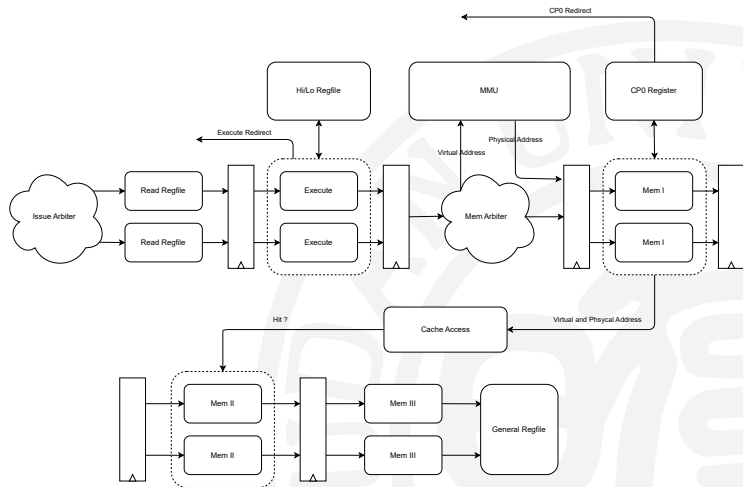 CP0 Redirect
Hi/Lo Regfile
MMU
CP0 Register
Execute Redirect
Virtual Address
Physical Address
Issue Arbiter
Read Regfile
Execute
Mem Arbiter
Mem I
Read Regfile
Execute
Mem I
Hit ?
Cache Access
Virtual and Phsycal Address
Mem II
Mem III
General Regfile
Mem II
Mem III